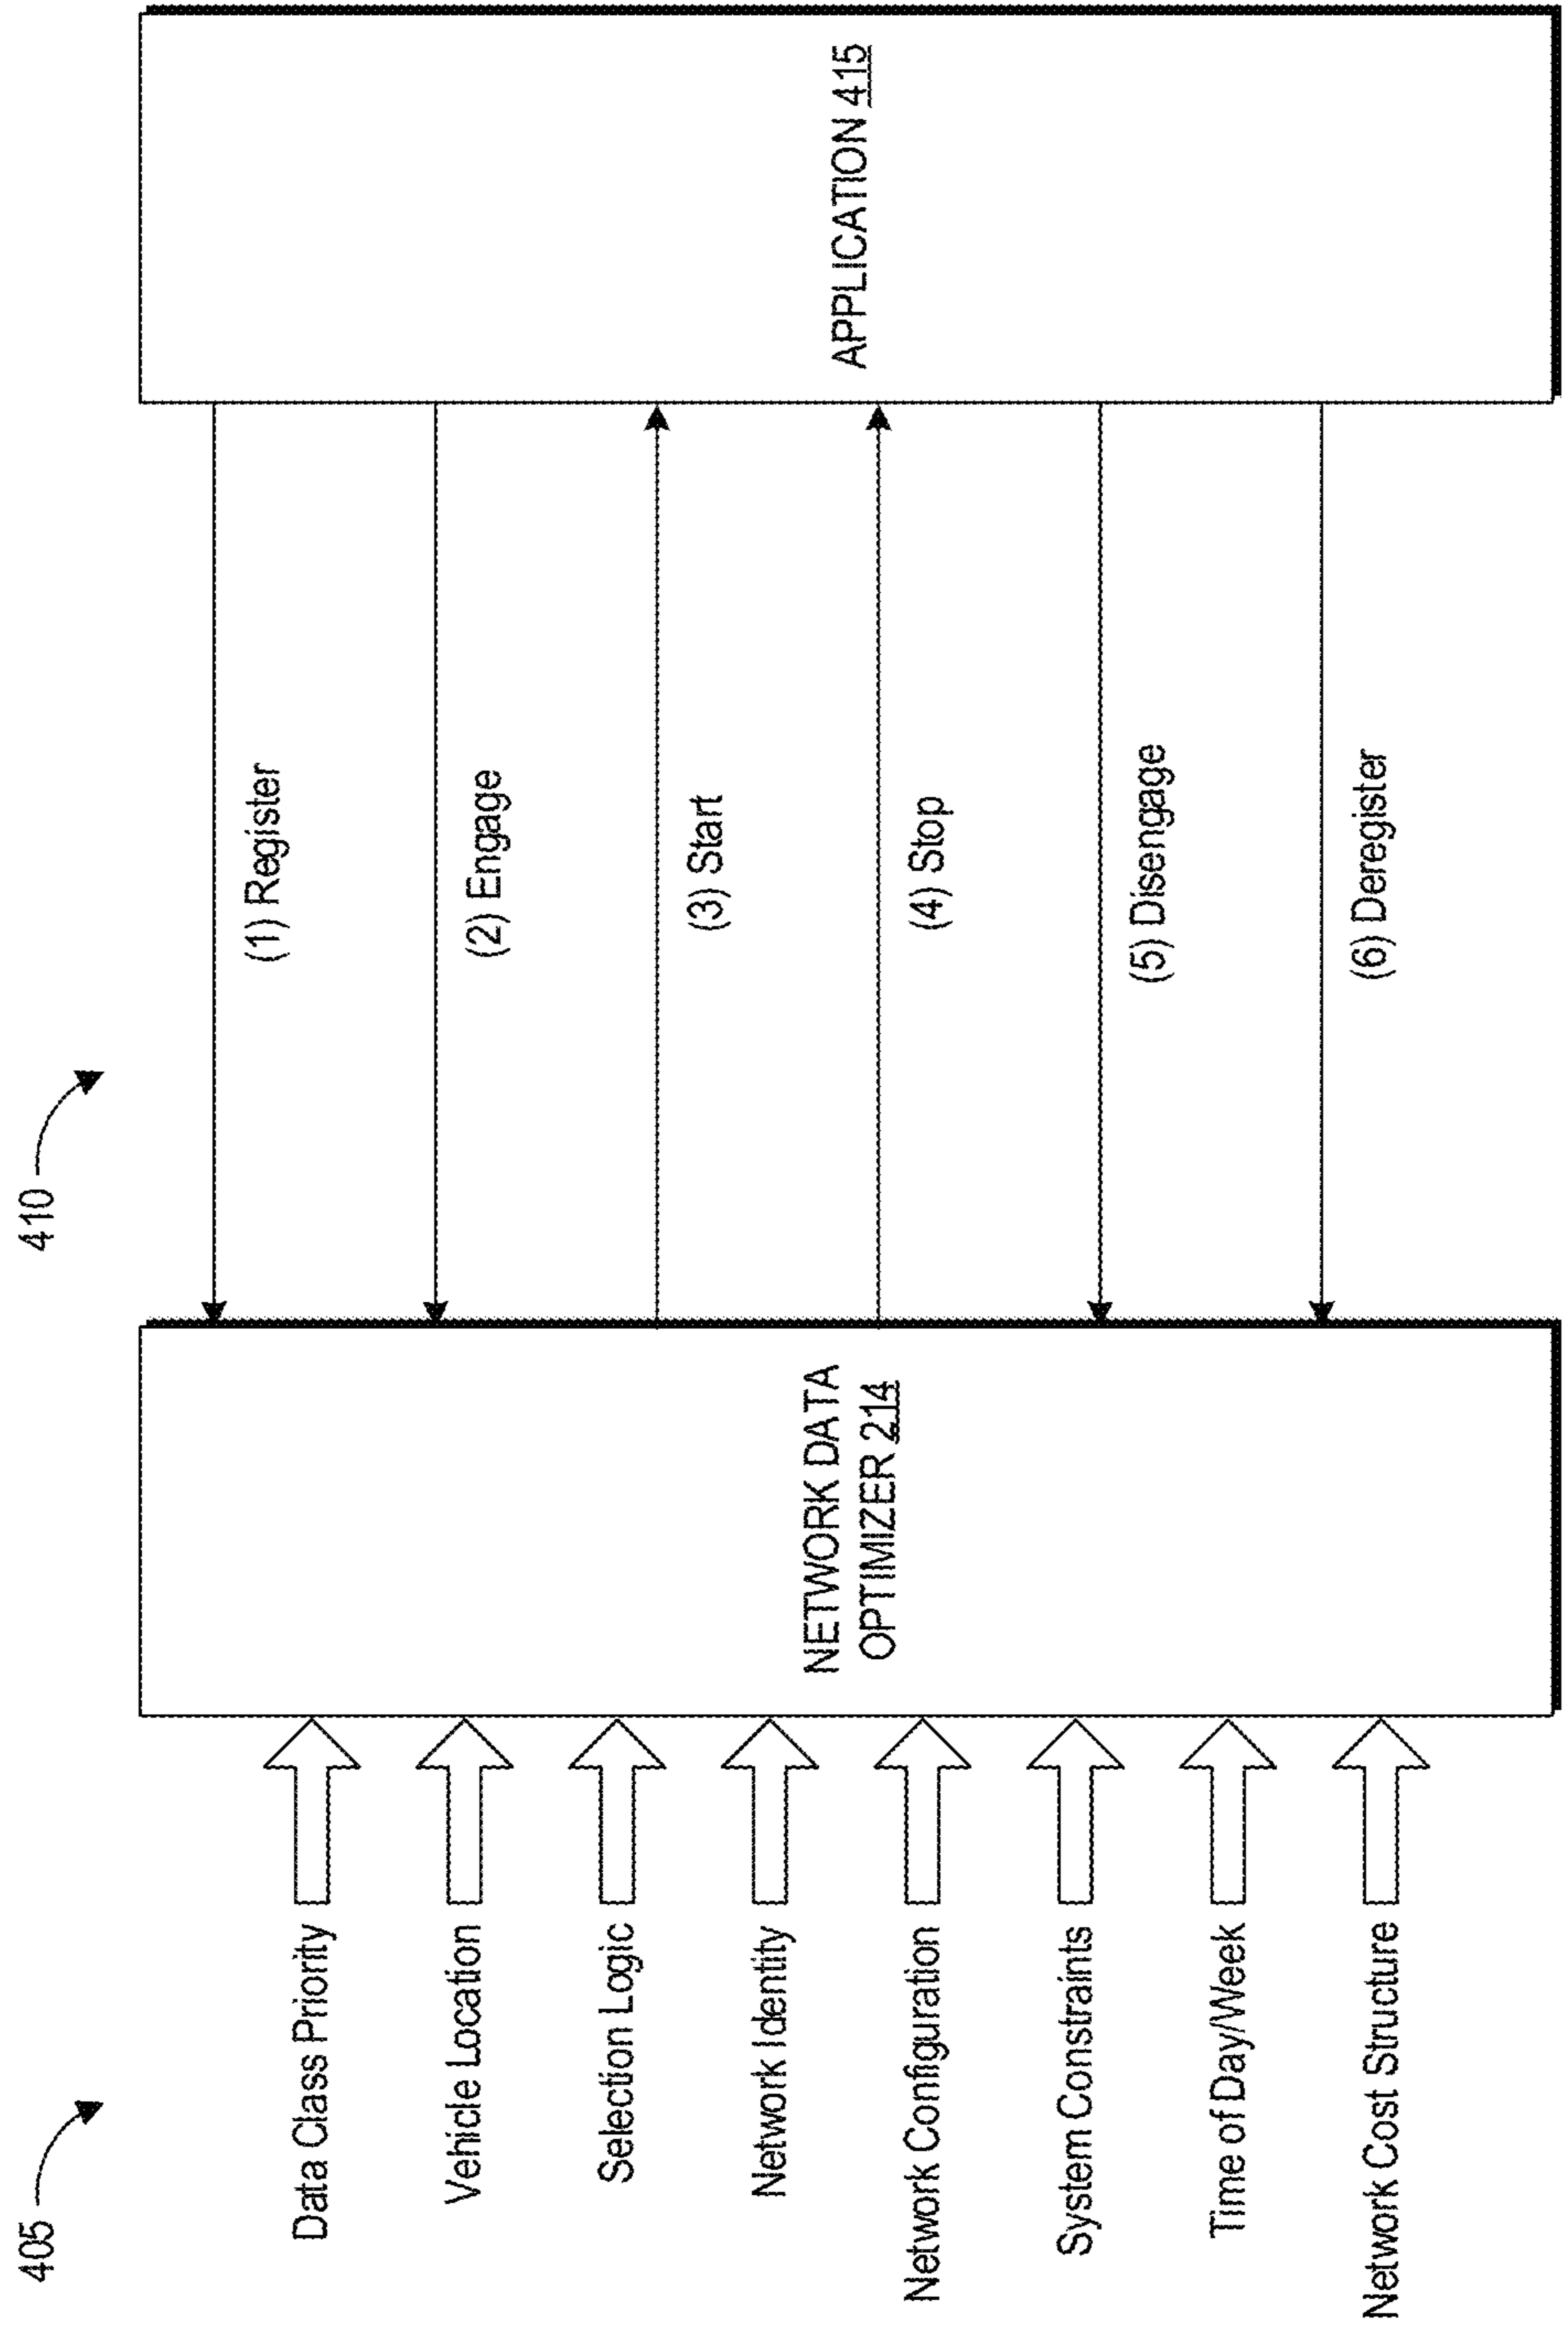 405
410
Data Class Priority
Vehicle Location
Selection Logic
Network Identity
Network Configuration
System Constraints
Time of Day/Week
Network Cost Structure
NETWORK DATA
OPTIMIZER 214
(1) Register
(2) Engage
(3) Start
(4) Stop
(5) Disengage
(6) Deregister
APPLICATION 415